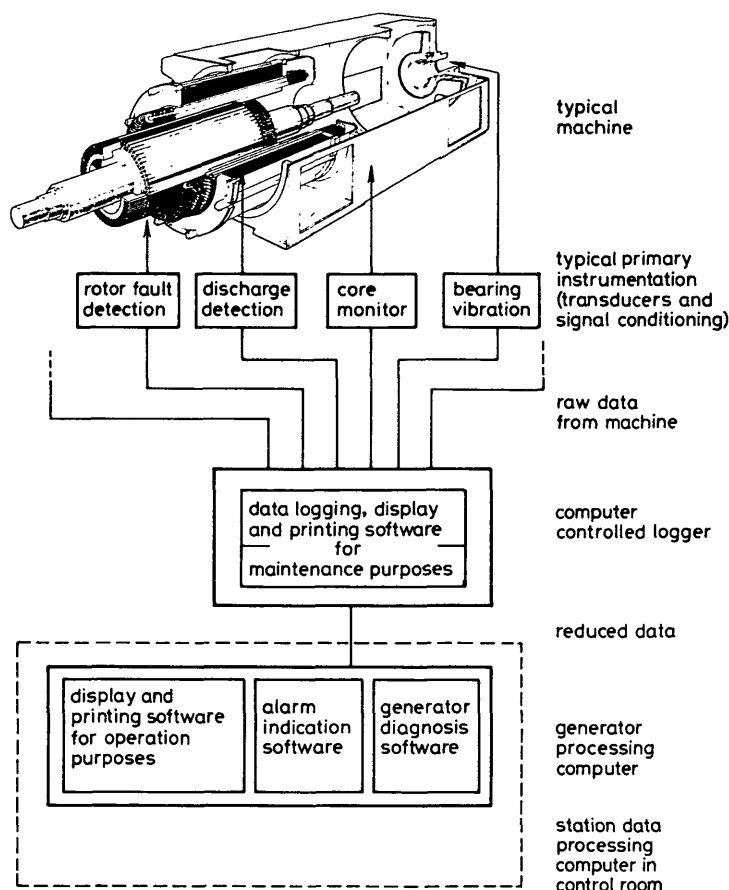 typical
machine
rotor fault
detection
discharge
detection
core
monitor
bearing
vibration
typical primary
instrumentation
(transducers and
signal conditioning)
raw data
from machine
data logging, display
and printing software
for
maintenance purposes
computer
controlled logger
reduced data
display and
printing software
for operation
purposes
alarm
indication
software
generator
diagnosis
software
generator
processing
computer
station data
processing
computer in
control room